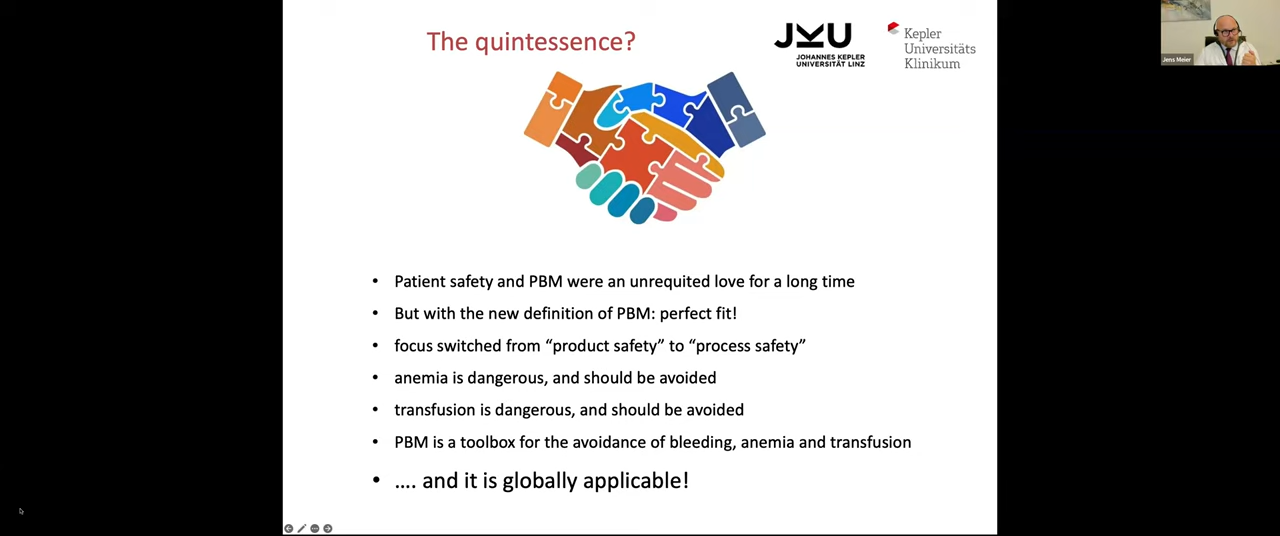 The quintessence?
JKU
JOHANNES KEPLER
UNIVERSITÄT LINZ
Kepler
Universitäts
Klinikum
Jens Meier
• Patient safety and PBM were an unrequited love for a long time
• But with the new definition of PBM: perfect fit!
• focus switched from “product safety” to “process safety”
• anemia is dangerous, and should be avoided
• transfusion is dangerous, and should be avoided
• PBM is a toolbox for the avoidance of bleeding, anemia and transfusion
• …. and it is globally applicable!